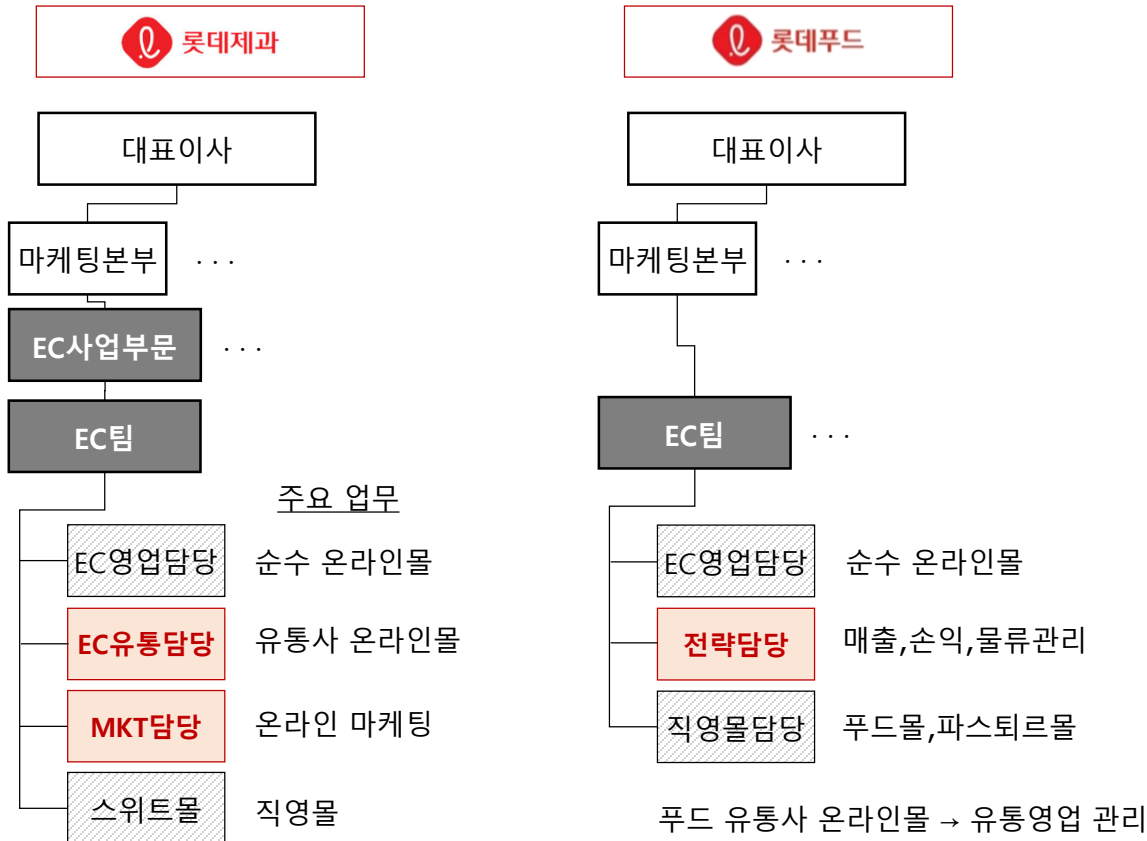 롯데제과
롯데푸드
대표이사
대표이사
마케팅본부 . . .
마케팅본부 . . .
EC사업부문 . . .
EC팀
EC팀 . . .
주요 업무
EC영업담당 순수 온라인몰
EC유통담당 유통사 온라인몰
MKT담당 온라인 마케팅
스위트몰 직영몰
EC영업담당 순수 온라인몰
전략담당 매출,손익,물류관리
직영몰담당 푸드몰,파스퇴르몰
푸드 유통사 온라인몰 → 유통영업 관리